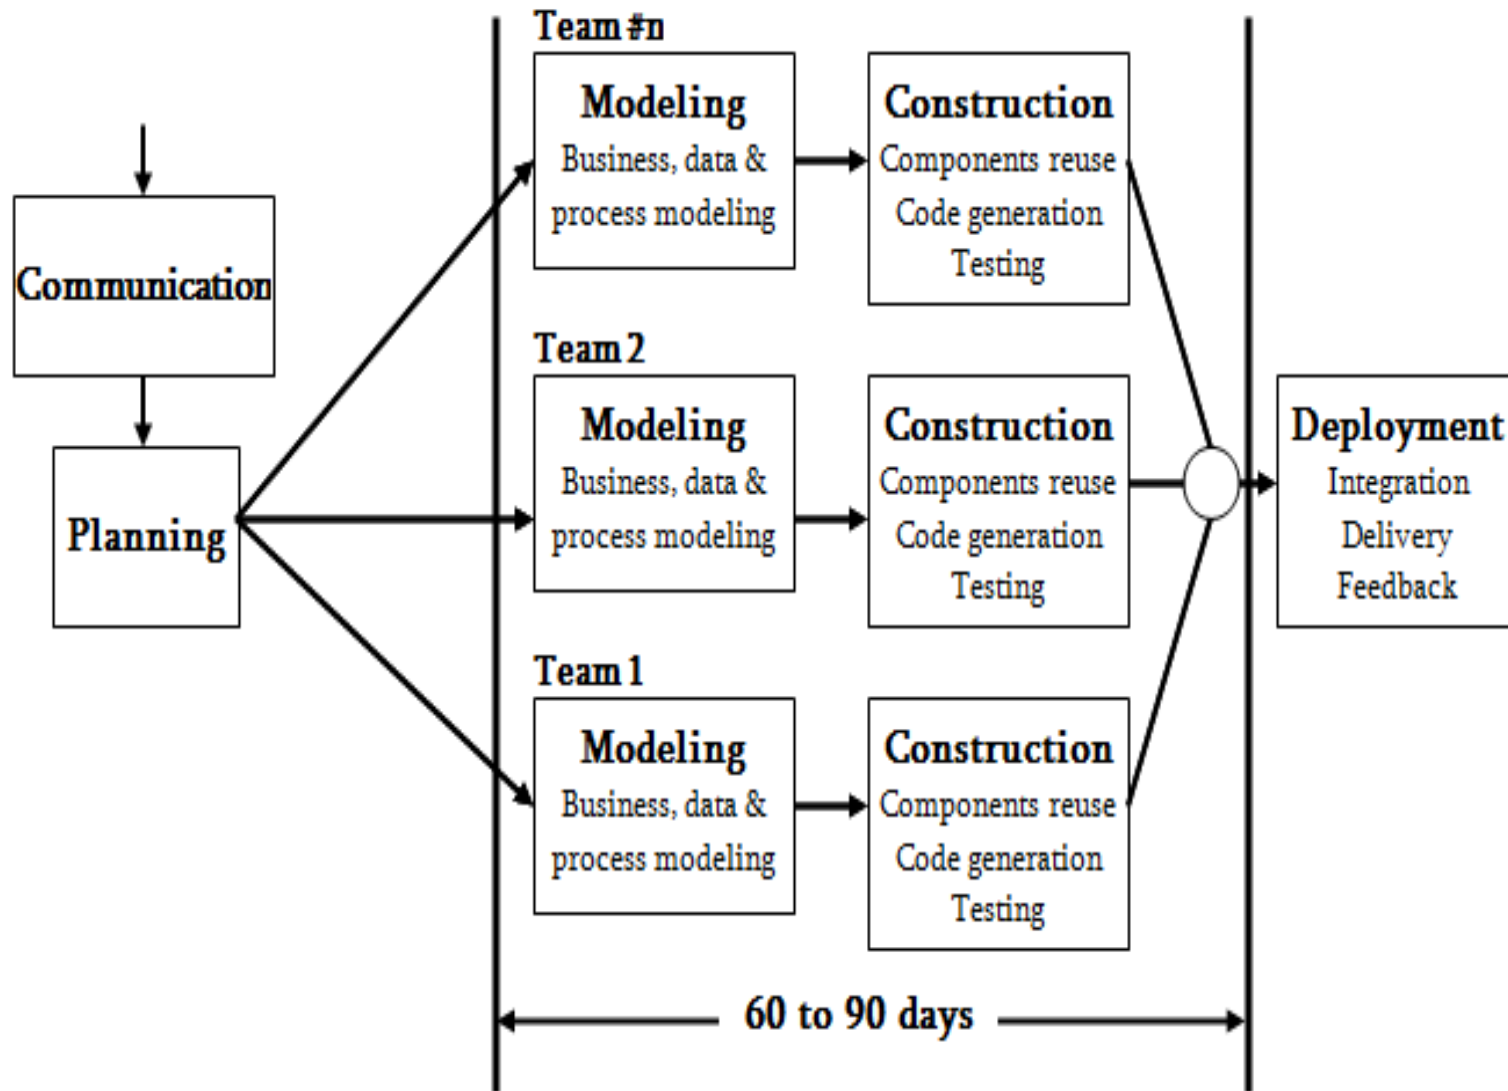 Communication
Planning
Team #n
Modeling
Business, data &
process modeling
Construction
Components reuse
Code generation
Testing
Team 2
Modeling
Business, data &
process modeling
Construction
Components reuse
Code generation
Testing
Team 1
Modeling
Business, data &
process modeling
Construction
Components reuse
Code generation
Testing
Deployment
Integration
Delivery
Feedback
60 to 90 days